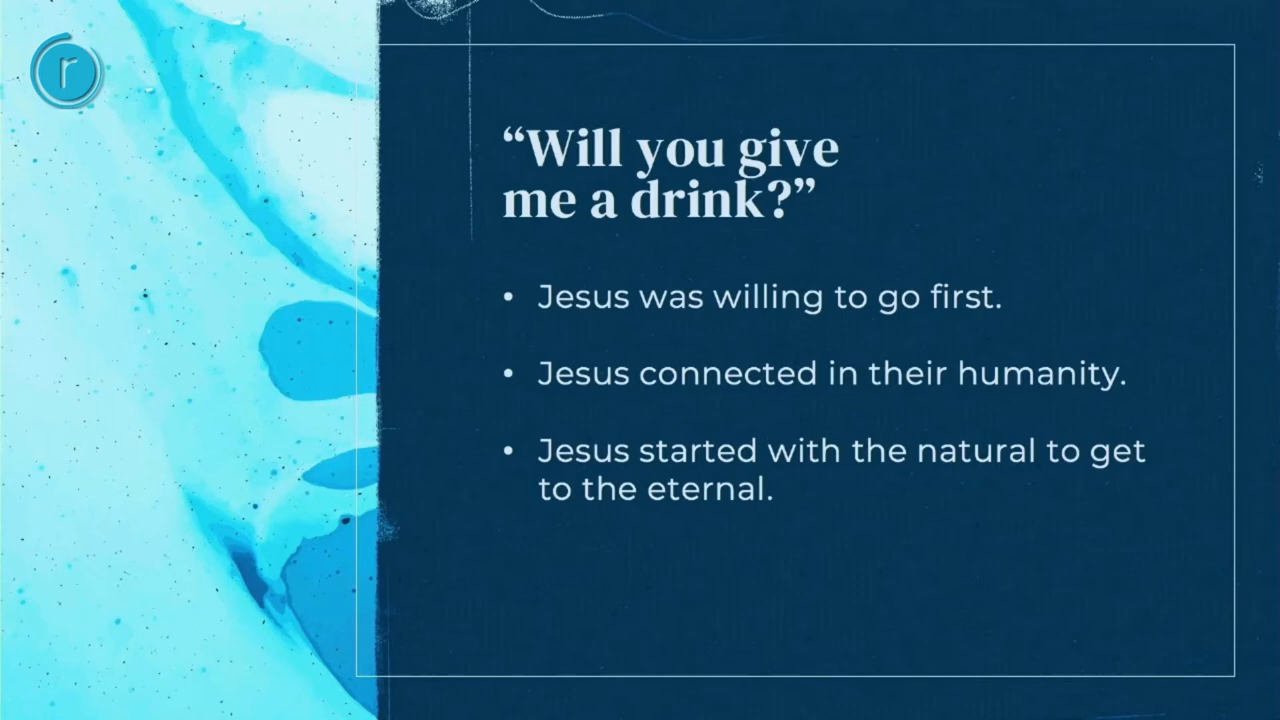 r
“Will you give
me a drink?”
• Jesus was willing to go first.
• Jesus connected in their humanity.
• Jesus started with the natural to get
to the eternal.